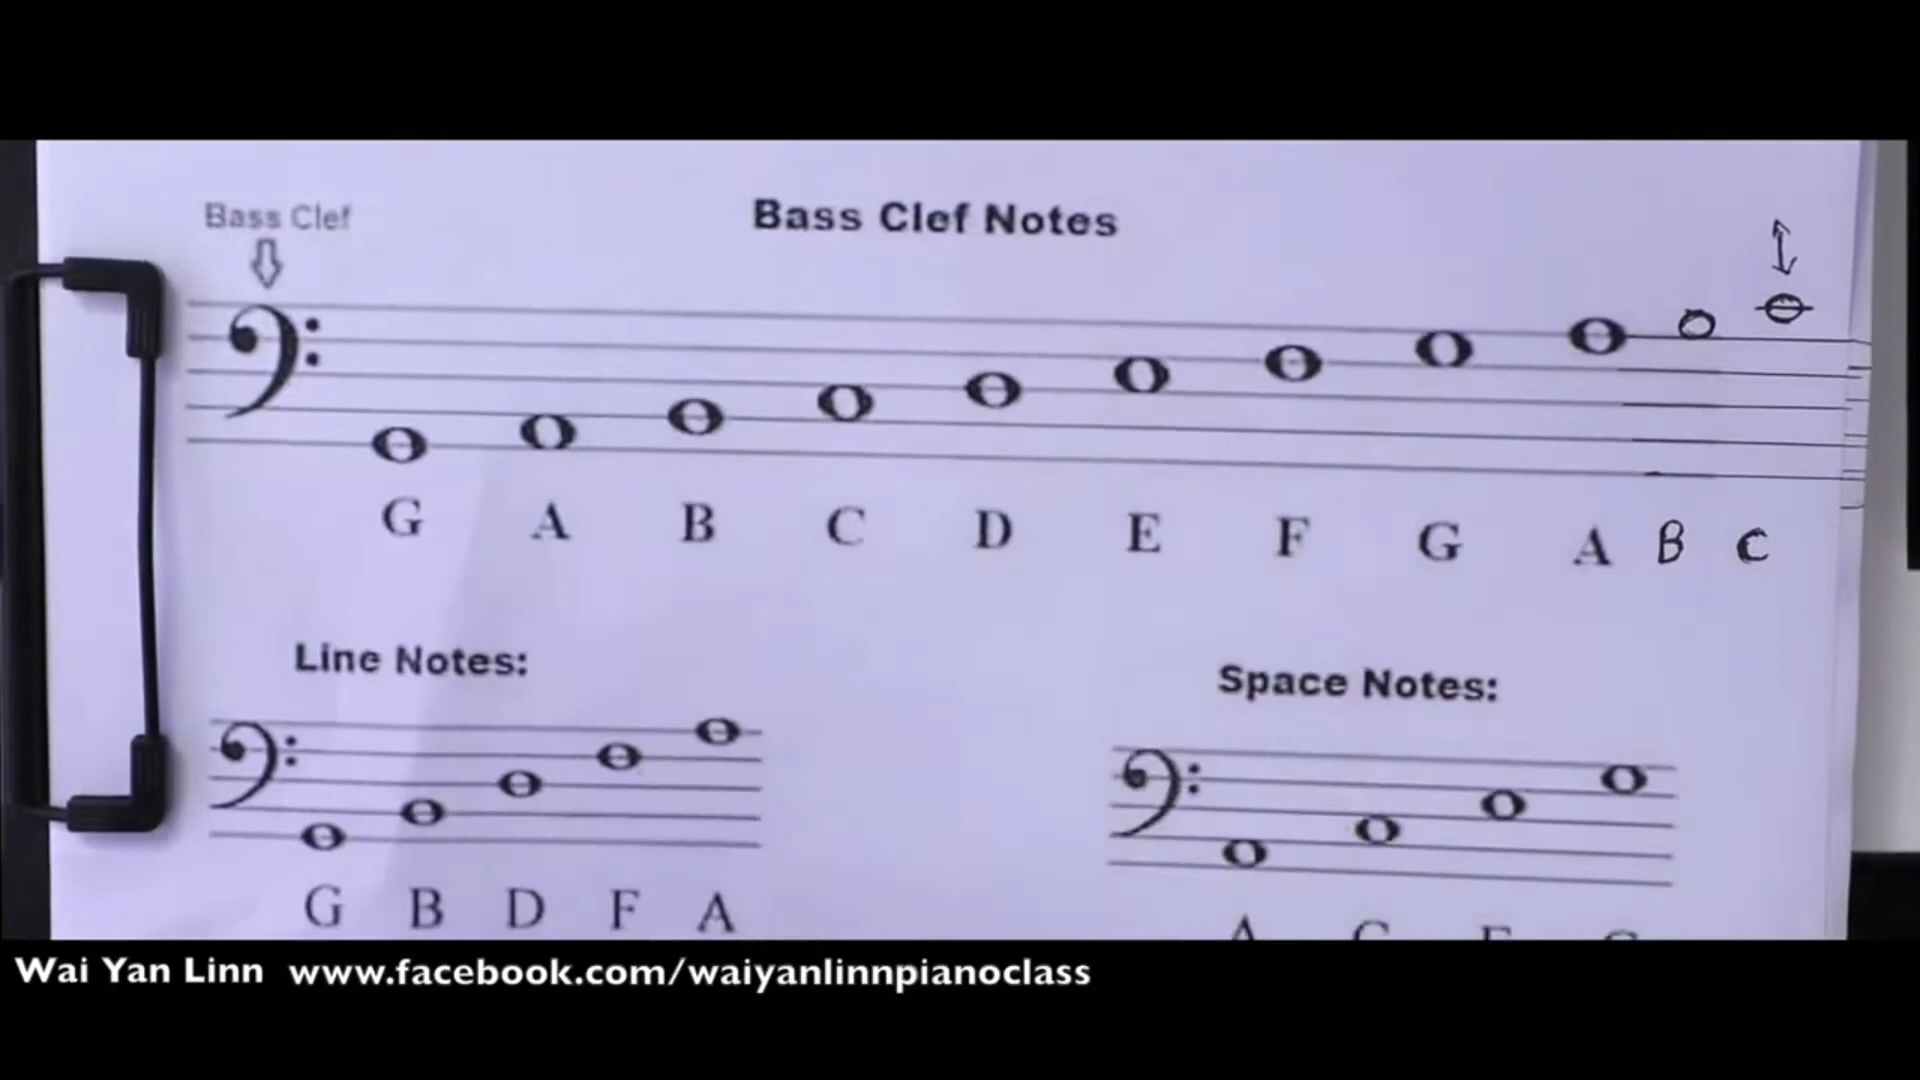 Bass Clef
Bass Clef Notes
G A B C D E F G A B C
Line Notes:
Space Notes:
G B D F A
Wai Yan Linn www.facebook.com/waiyanlinnpianoclass